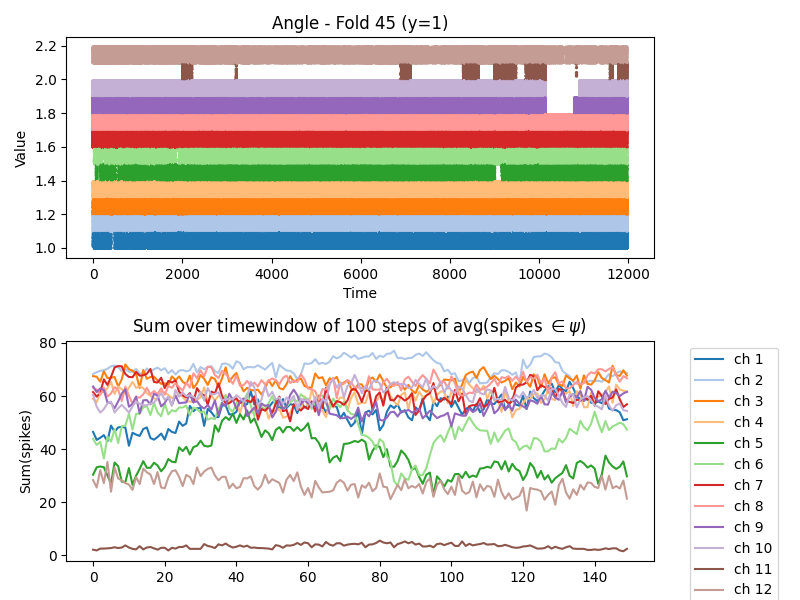 Angle - Fold 45 (y=1)
Value
2.2
2.0
1.8
1.6
1.4
1.2
1.0
0 2000 4000 6000 8000 10000 12000
Time
Sum over timewindow of 100 steps of avg(spikes ∈ ψ)
Sum(spikes)
80
60
40
20
0
0 20 40 60 80 100 120 140
ch 1
ch 2
ch 3
ch 4
ch 5
ch 6
ch 7
ch 8
ch 9
ch 10
ch 11
ch 12